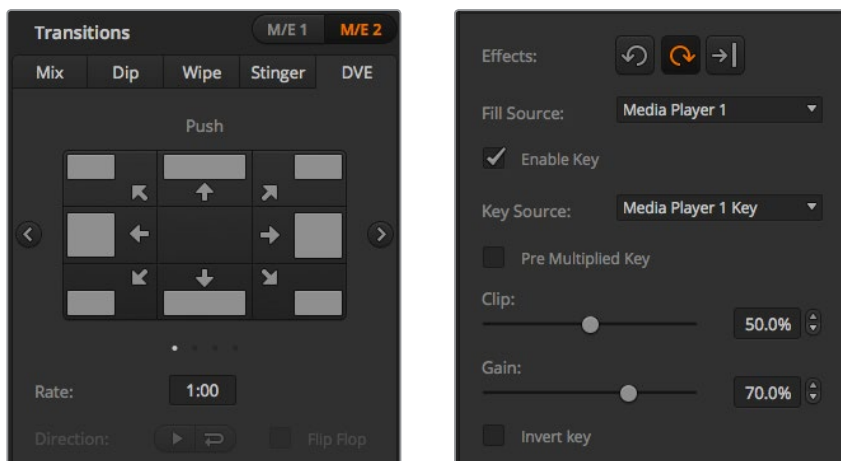 Transitions
M/E 1
M/E 2
Mix
Dip
Wipe
Stinger
DVE
Push
Rate:
1:00
Direction:
Flip Flop
Effects:
Fill Source:
Media Player 1
Enable Key
Key Source:
Media Player 1 Key
Pre Multiplied Key
Clip:
50.0%
Gain:
70.0%
Invert key